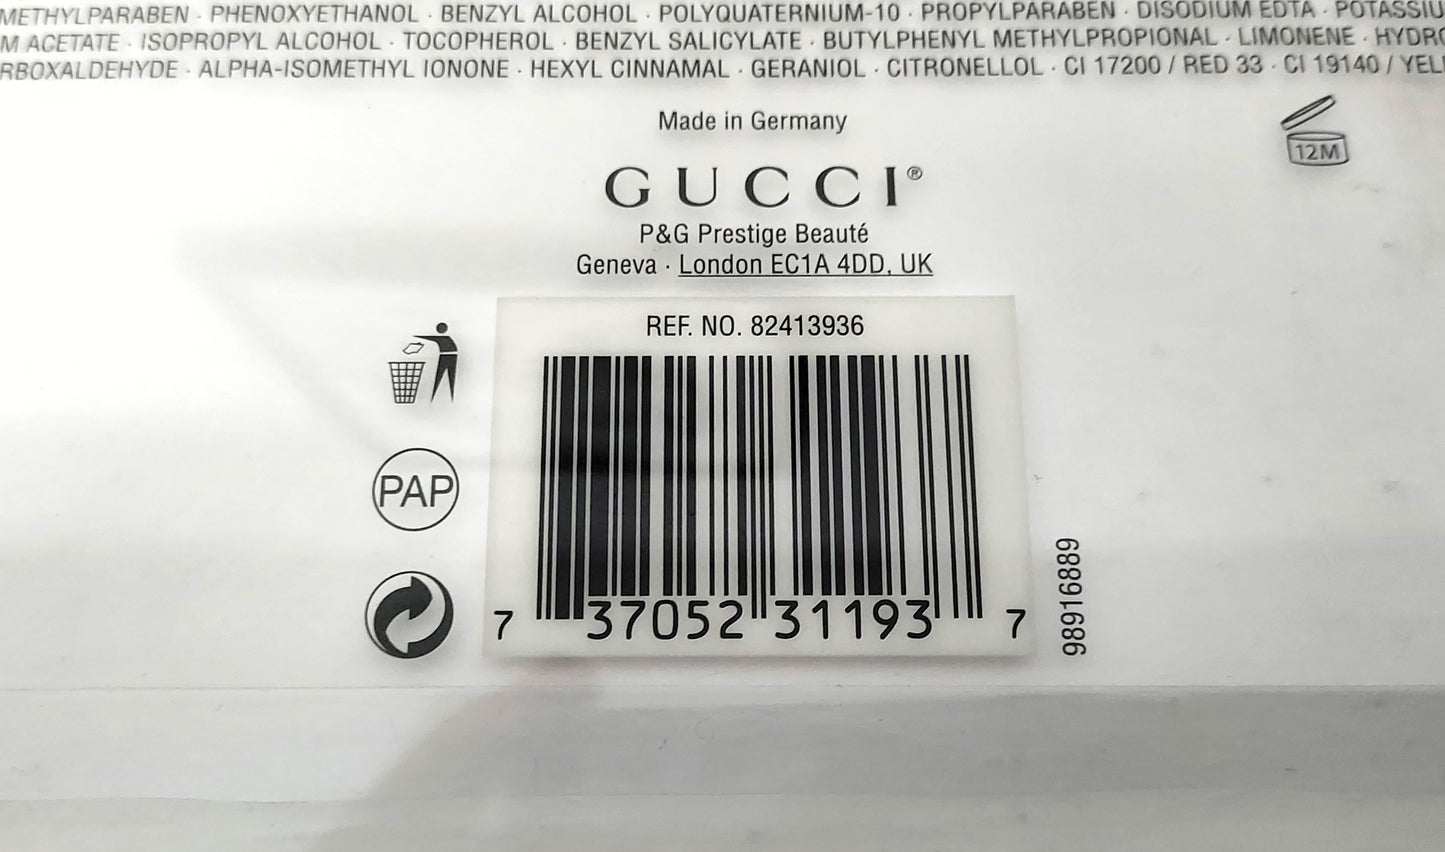 METHYLPARABEN · PHENOXYETHANOL · BENZYL ALCOHOL · POLYQUATERNIUM-10 · PROPYLPARABEN · DISODIUM EDTA · POTASSIU
M ACETATE · ISOPROPYL ALCOHOL · TOCOPHEROL · BENZYL SALICYLATE · BUTYLPHENYL METHYLPROPIONAL · LIMONENE · HYDRO
RBOXALDEHYDE · ALPHA-ISOMETHYL IONONE · HEXYL CINNAMAL · GERANIOL · CITRONELLOL · CI 17200 / RED 33 · CI 19140 / YELL
Made in Germany
12M
GUCCI®
P&G Prestige Beauté
Geneva · London EC1A 4DD, UK
REF. NO. 82413936
PAP
7 37052 31193 7
98916889